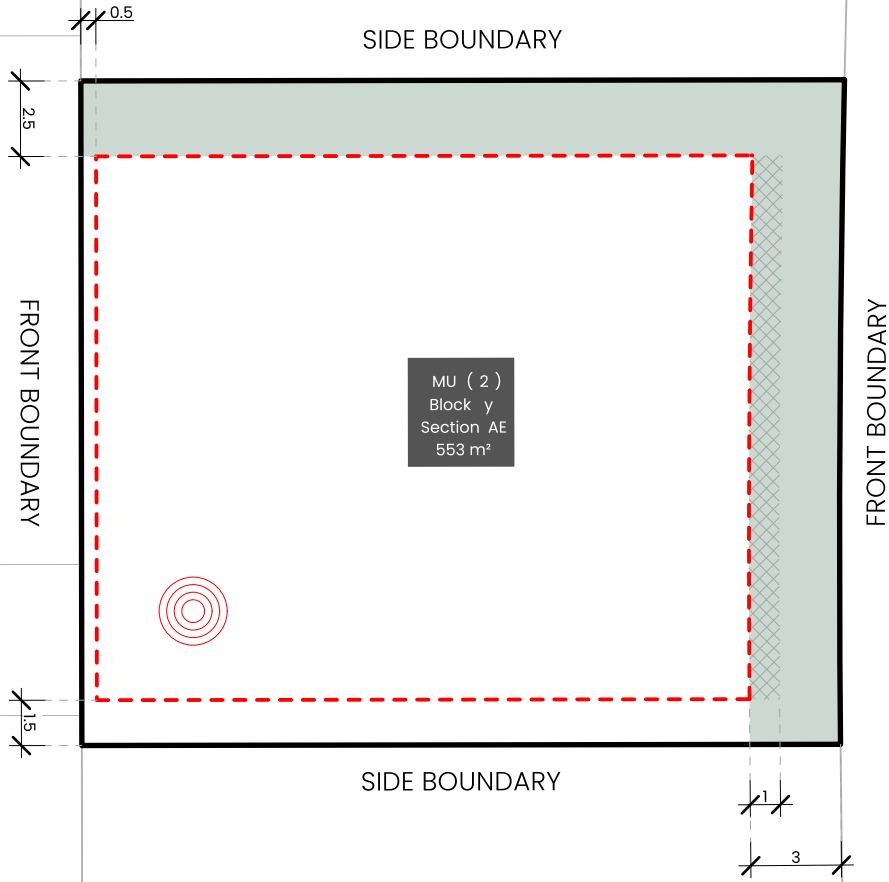 0.5
SIDE BOUNDARY
2.5
FRONT BOUNDARY
MU ( 2 )
Block y
Section AE
553 m²
FRONT BOUNDARY
1.5
SIDE BOUNDARY
1
3